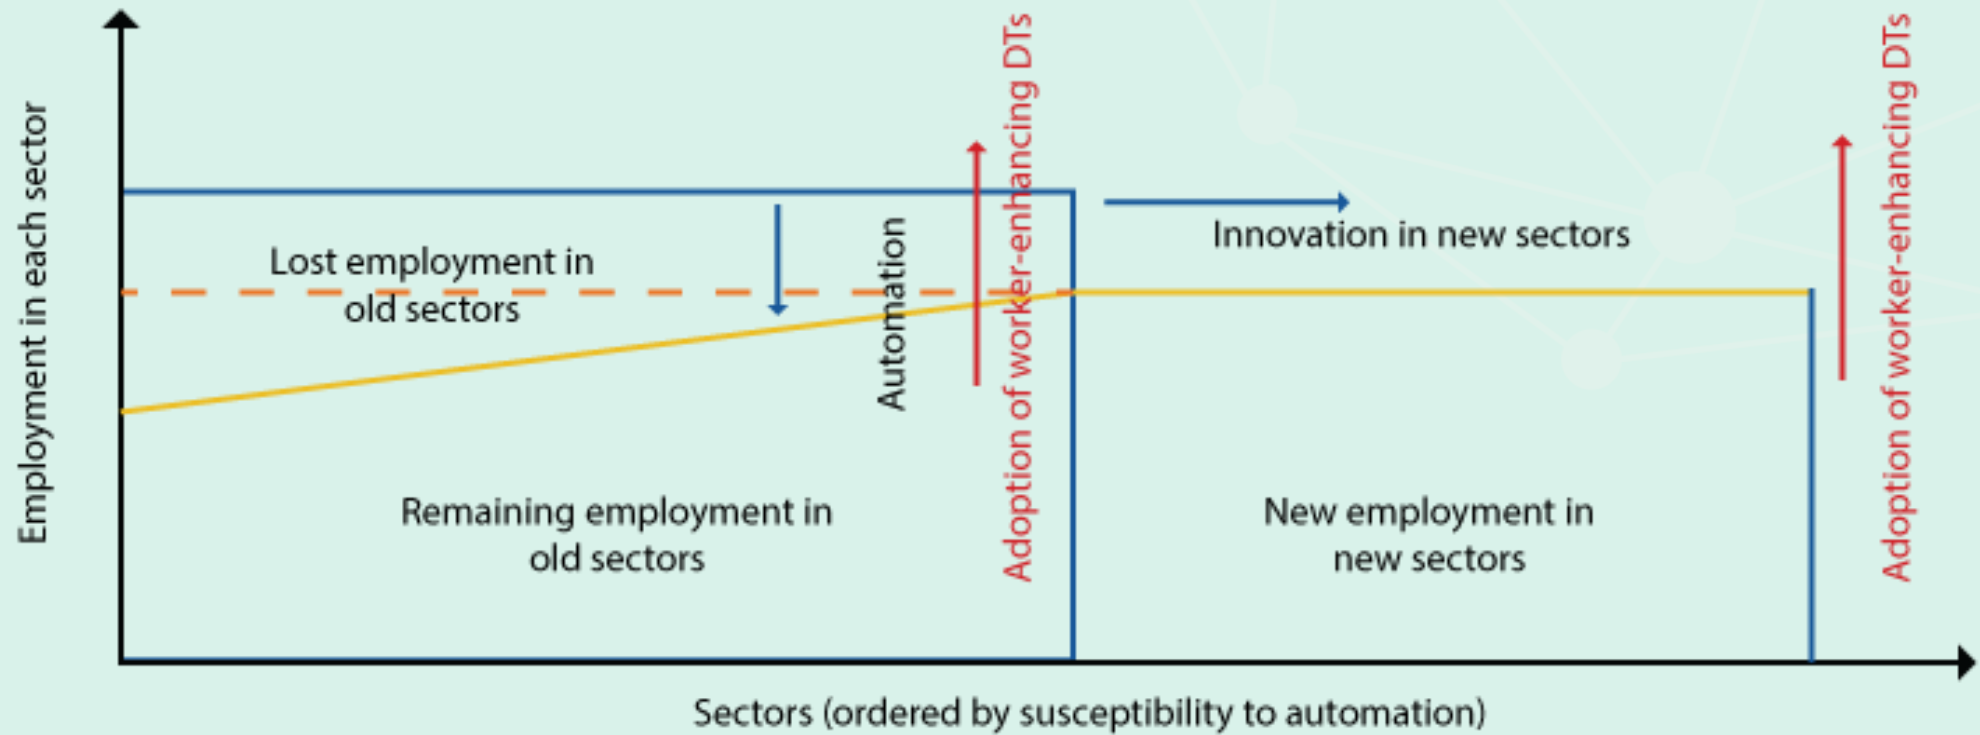 Employment in each sector
Lost employment in
old sectors
Automation
Adoption of worker-enhancing DTs
Innovation in new sectors
Adoption of worker-enhancing DTs
Remaining employment in
old sectors
New employment in
new sectors
Sectors (ordered by susceptibility to automation)